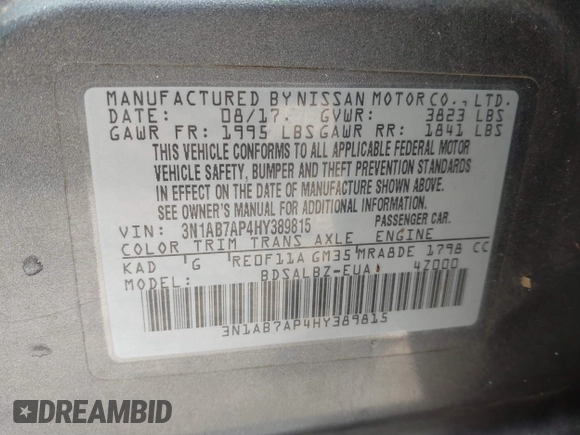 MANUFACTURED BY NISSAN MOTOR CO., LTD.
DATE: 08/17 GVWR: 3823 LBS
GAWR FR: 1995 LBS GAWR RR: 1841 LBS
THIS VEHICLE CONFORMS TO ALL APPLICABLE FEDERAL MOTOR
VEHICLE SAFETY, BUMPER AND THEFT PREVENTION STANDARDS
IN EFFECT ON THE DATE OF MANUFACTURE SHOWN ABOVE.
SEE OWNER'S MANUAL FOR ADDITIONAL INFORMATION.
VIN: 3N1AB7AP4HY389815 PASSENGER CAR.
COLOR TRIM TRANS AXLE ENGINE
KAD G RE0F11A GM35 MRA8DE 1798 CC
MODEL: BDSALBZ-EUA 47000
3N1AB7AP4HY389815
DREAMBID